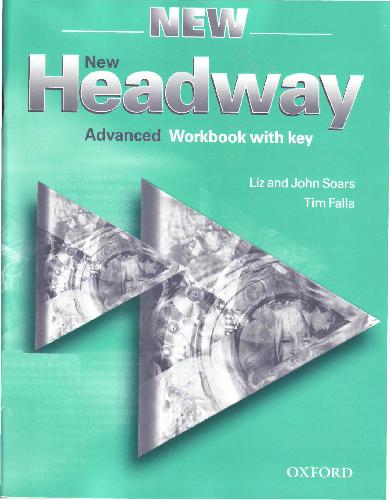 NEW
New
Headway
Advanced Workbook with key
Liz and John Soars
Tim Falla
OXFORD